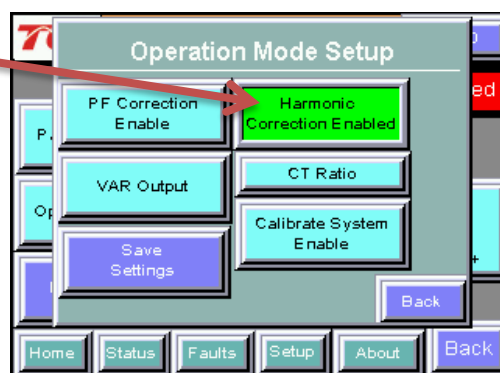 Operation Mode Setup
PF Correction
Enable
Harmonic
Correction Enabled
ed
P.
VAR Output
CT Ratio
Op
Calibrate System
Enable
Save
Settings
+
Back
Home
Status
Faults
Setup
About
Back